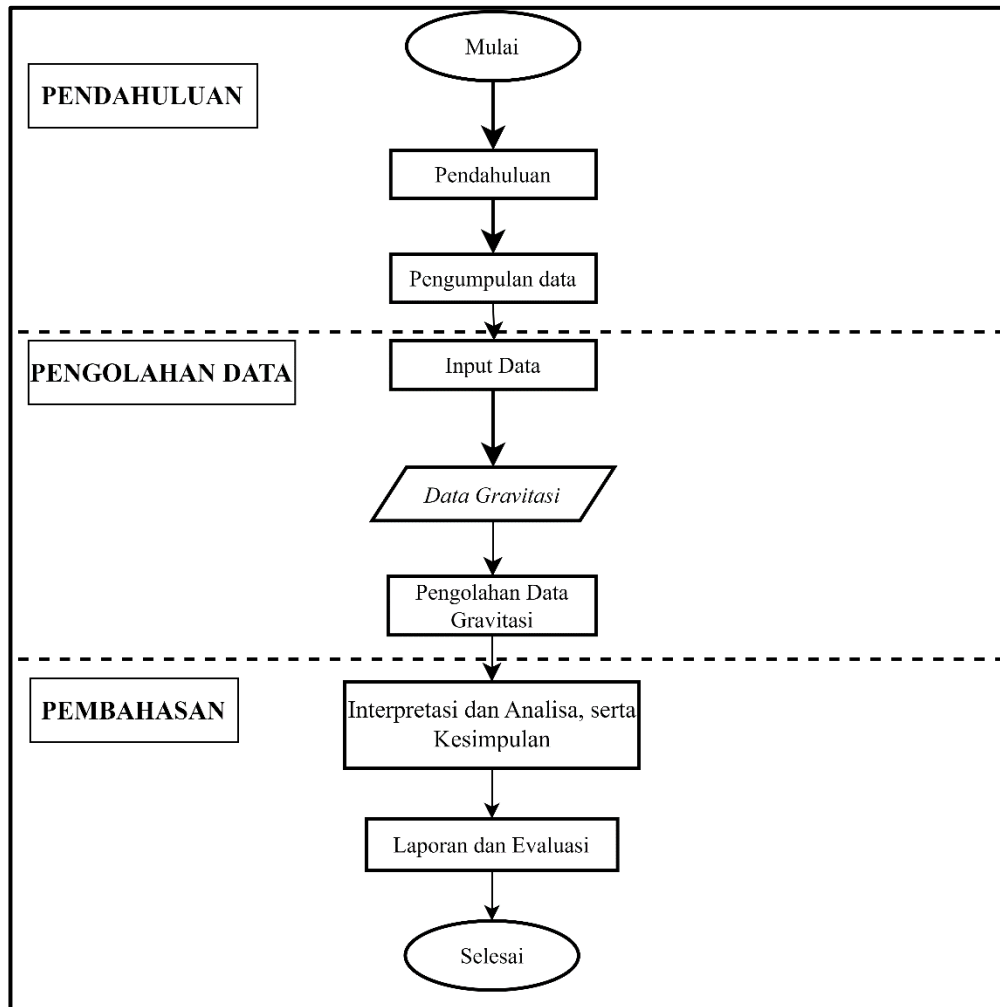 Mulai
PENDAHULUAN
Pendahuluan
Pengumpulan data
PENGOLAHAN DATA
Input Data
Data Gravitasi
Pengolahan Data
Gravitasi
PEMBAHASAN
Interpretasi dan Analisa, serta
Kesimpulan
Laporan dan Evaluasi
Selesai